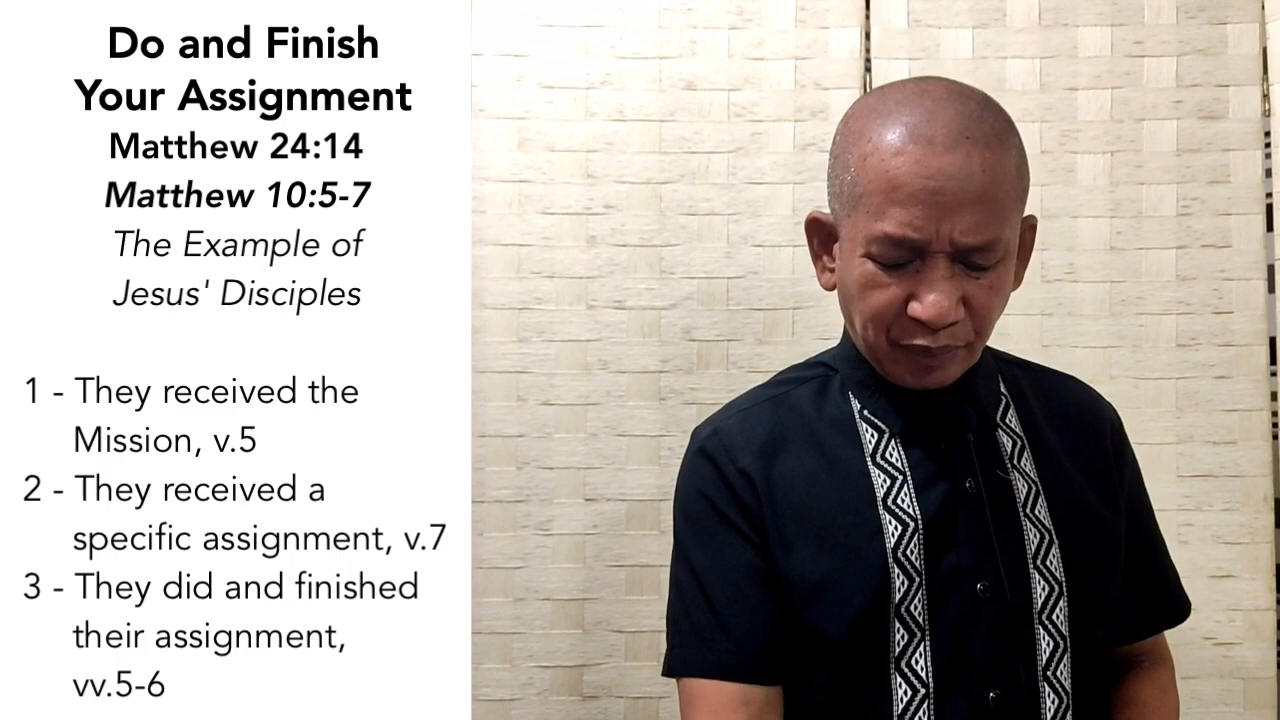 Do and Finish
Your Assignment
Matthew 24:14
Matthew 10:5-7
The Example of
Jesus' Disciples
1 - They received the
Mission, v.5
2 - They received a
specific assignment, v.7
3 - They did and finished
their assignment,
vv.5-6